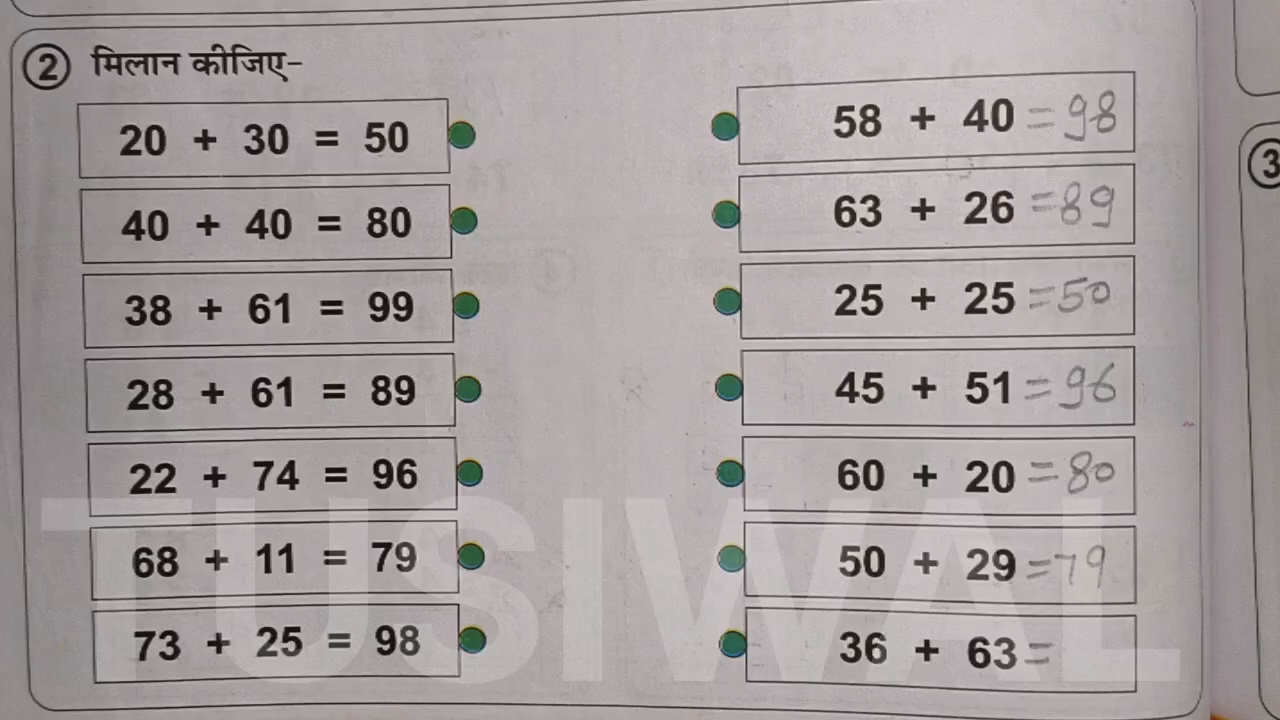 2 मिलान कीजिए-
20 + 30 = 50
58 + 40 = 98
40 + 40 = 80
63 + 26 = 89
38 + 61 = 99
25 + 25 = 50
28 + 61 = 89
45 + 51 = 96
22 + 74 = 96
60 + 20 = 80
68 + 11 = 79
50 + 29 = 79
73 + 25 = 98
36 + 63 =
3
TUSIWAL